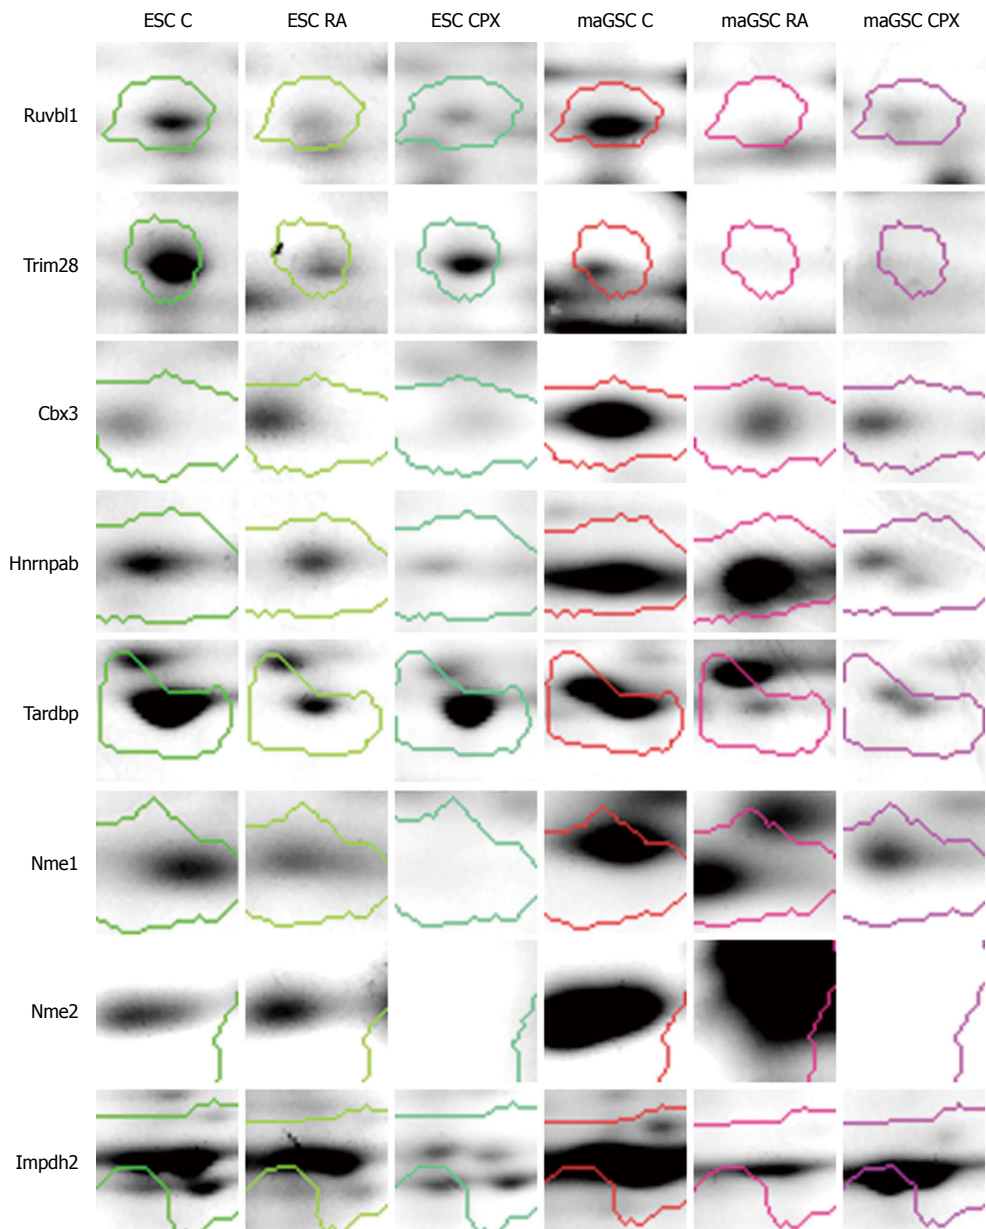 ESC C ESC RA ESC CPX maGSC C maGSC RA maGSC CPX
Ruvbl1
Trim28
Cbx3
Hnrnpab
Tardbp
Nme1
Nme2
Impdh2